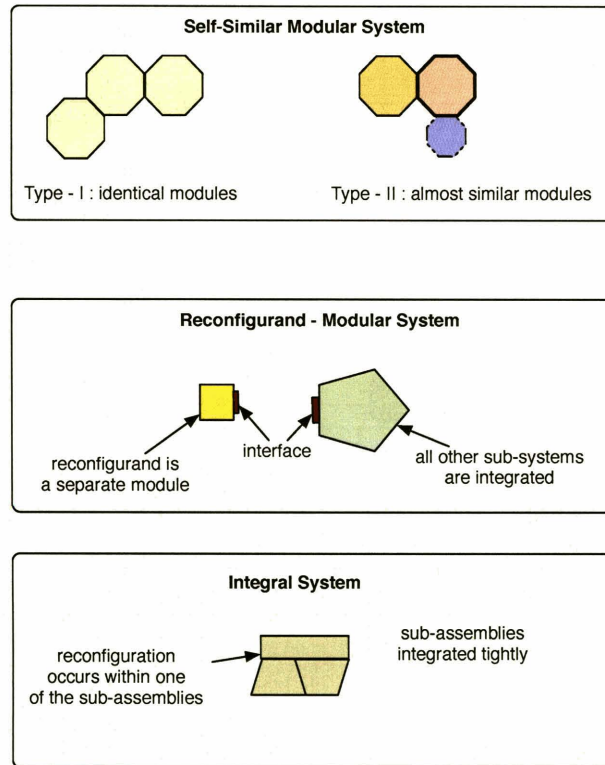 Self-Similar Modular System
Type - I : identical modules
Type - II : almost similar modules
Reconfigurand - Modular System
reconfigurand is
a separate module
interface
all other sub-systems
are integrated
Integral System
reconfiguration
occurs within one
of the sub-assemblies
sub-assemblies
integrated tightly